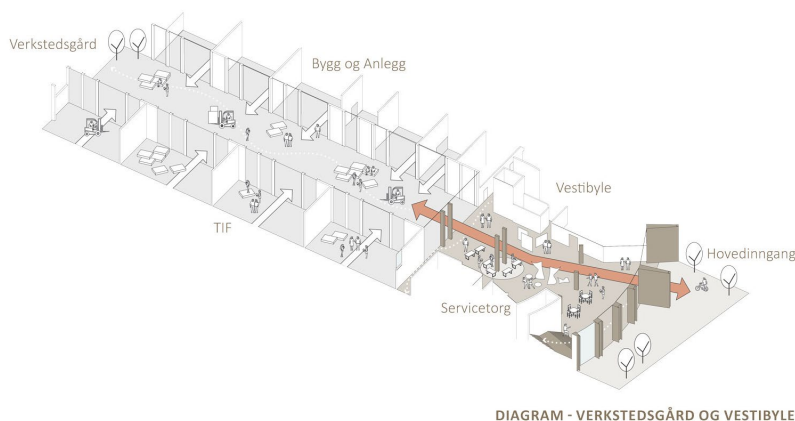 Verkstedsgård
Bygg og Anlegg
Vestibyle
TIF
Hovedinngang
Servicetorg
DIAGRAM - VERKSTEDSGÅRD OG VESTIBYLE